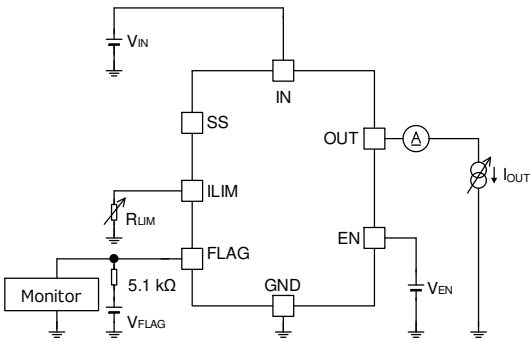 VIN
IN
SS
OUT
A
IOUT
ILIM
RLIM
FLAG
EN
Monitor
5.1 kΩ
GND
VEN
VFLAG